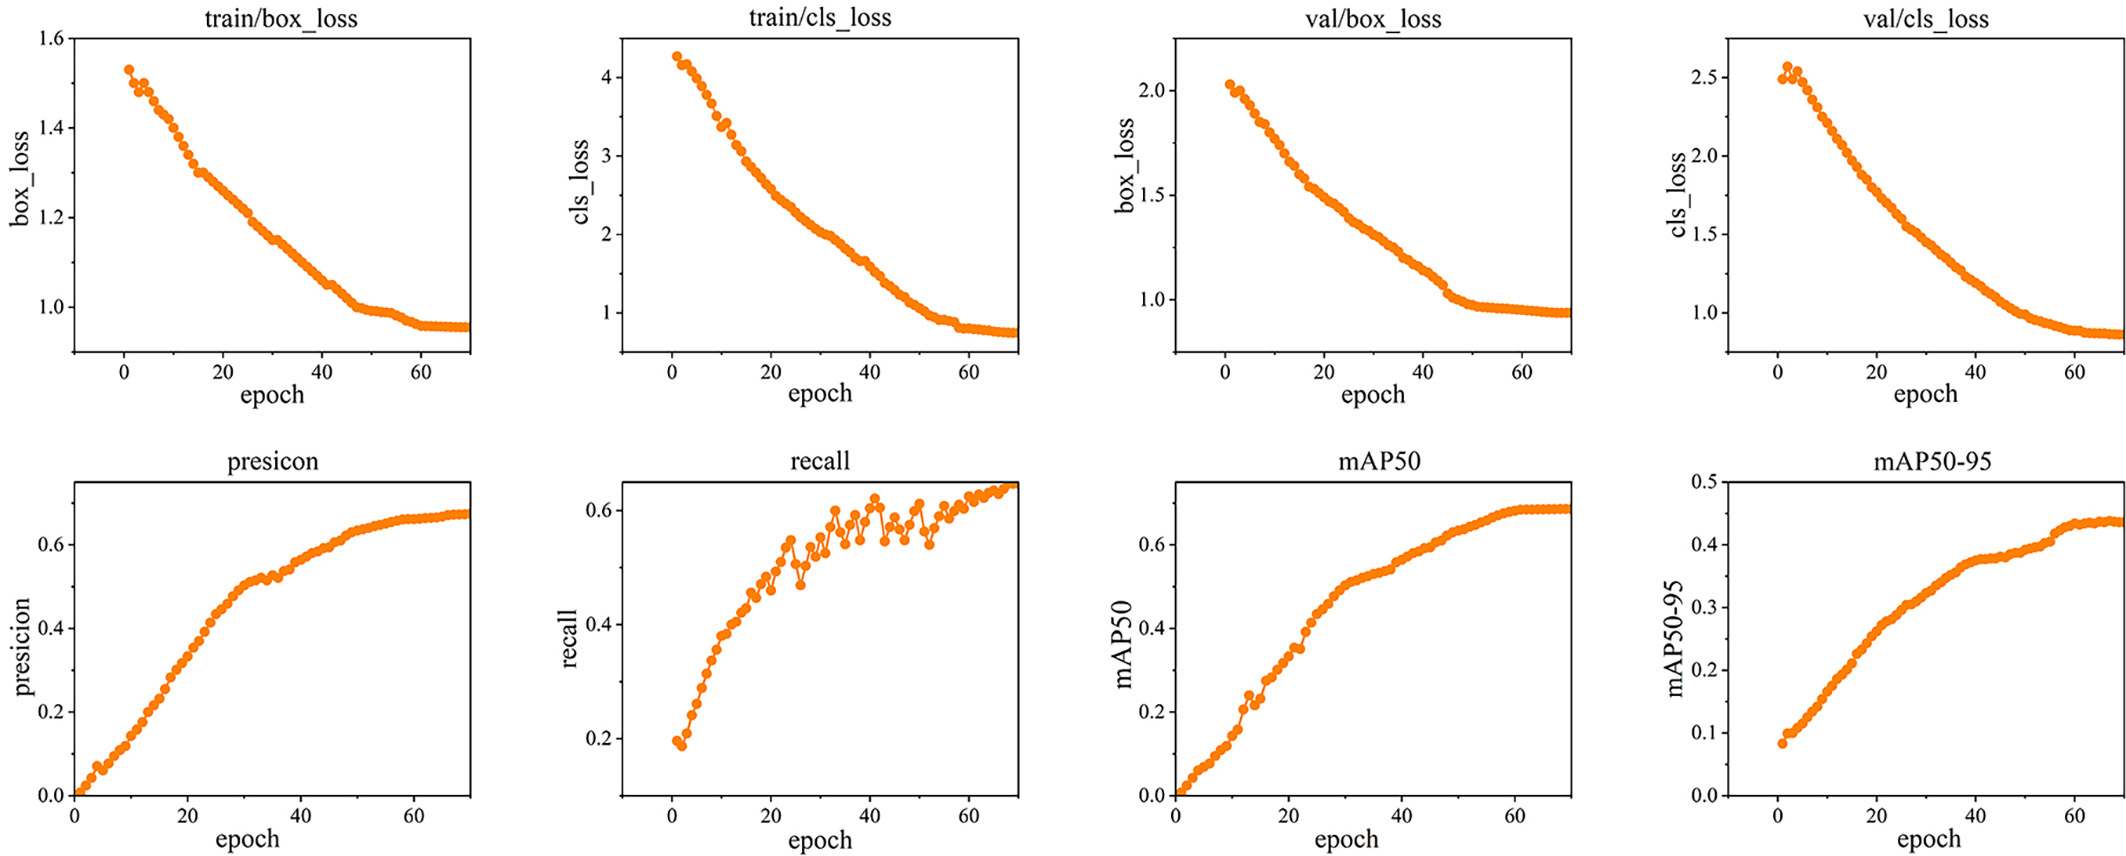 train/box_loss
train/cls_loss
val/box_loss
val/cls_loss
1.6
1.4
1.2
1.0
box_loss
0
20
40
60
epoch
4
3
2
1
cls_loss
0
20
40
60
epoch
2.0
1.5
1.0
box_loss
0
20
40
60
epoch
2.5
2.0
1.5
1.0
cls_loss
0
20
40
60
epoch
presicon
recall
mAP50
mAP50-95
0.6
0.4
0.2
0.0
presicion
0
20
40
60
epoch
0.6
0.4
0.2
recall
0
20
40
60
epoch
0.6
0.4
0.2
0.0
mAP50
0
20
40
60
epoch
0.5
0.4
0.3
0.2
0.1
0.0
mAP50-95
0
20
40
60
epoch